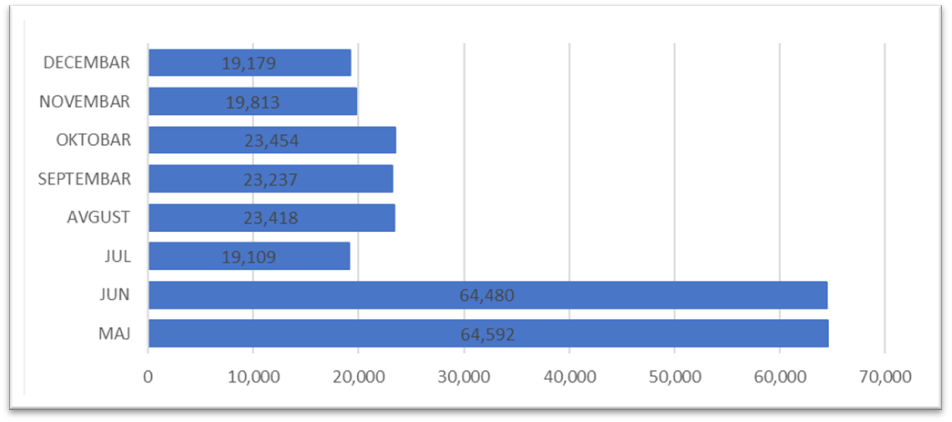 DECEMBAR 19,179
NOVEMBAR 19,813
OKTOBAR 23,454
SEPTEMBAR 23,237
AVGUST 23,418
JUL 19,109
JUN 64,480
MAJ 64,592
0 10,000 20,000 30,000 40,000 50,000 60,000 70,000